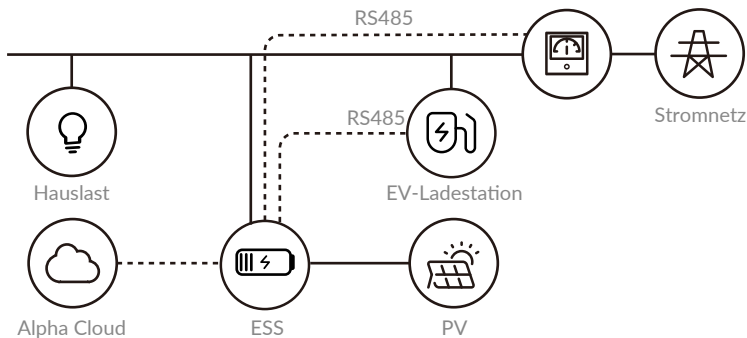 RS485
Stromnetz
RS485
Hauslast
EV-Ladestation
Alpha Cloud
ESS
PV